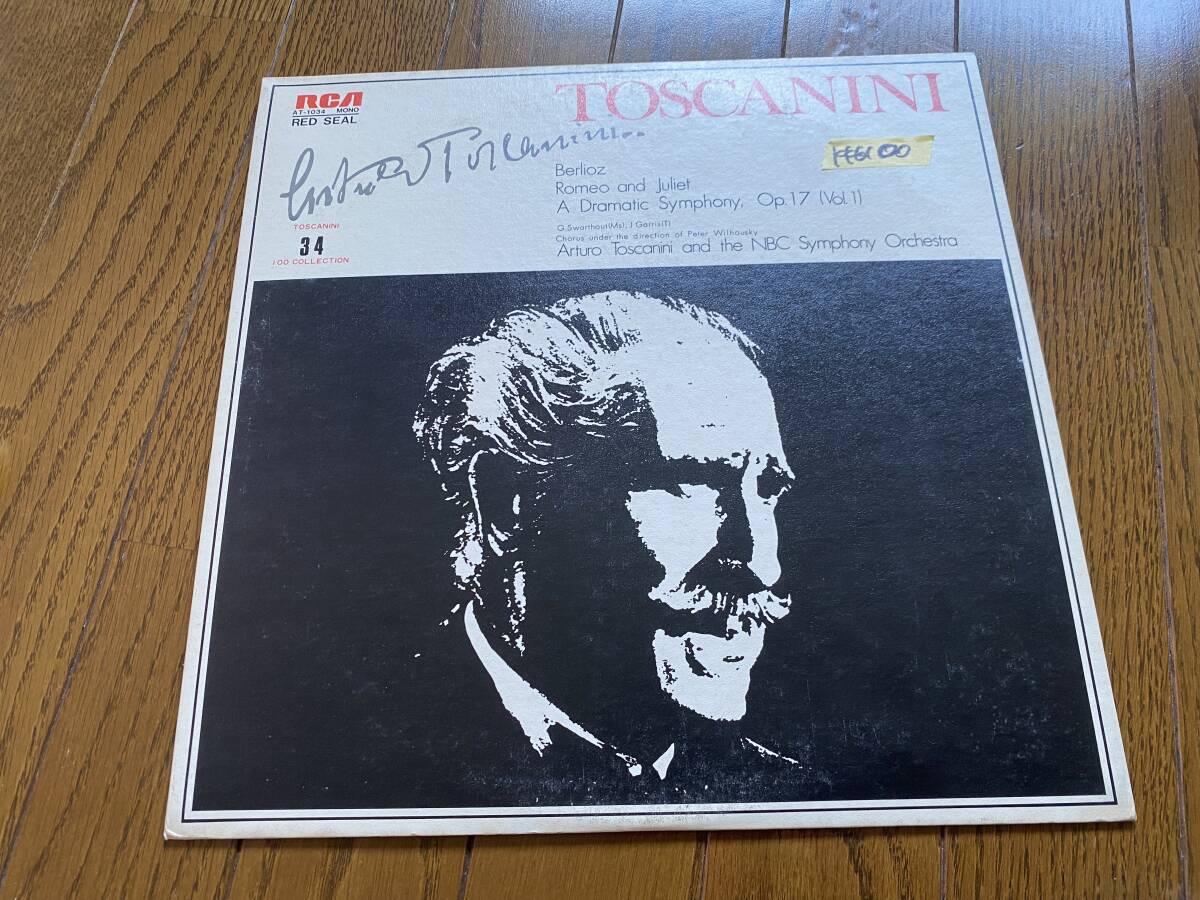 RCA
AT-1034 MONO
RED SEAL
TOSCANINI
Arturo Toscanini
Berlioz
Romeo and Juliet
A Dramatic Symphony, Op.17 (Vol.1)
G.Swarthout(Ms), J.Garris(T)
Chorus under the direction of Peter Wilhousky
Arturo Toscanini and the NBC Symphony Orchestra
TOSCANINI
34
100 COLLECTION